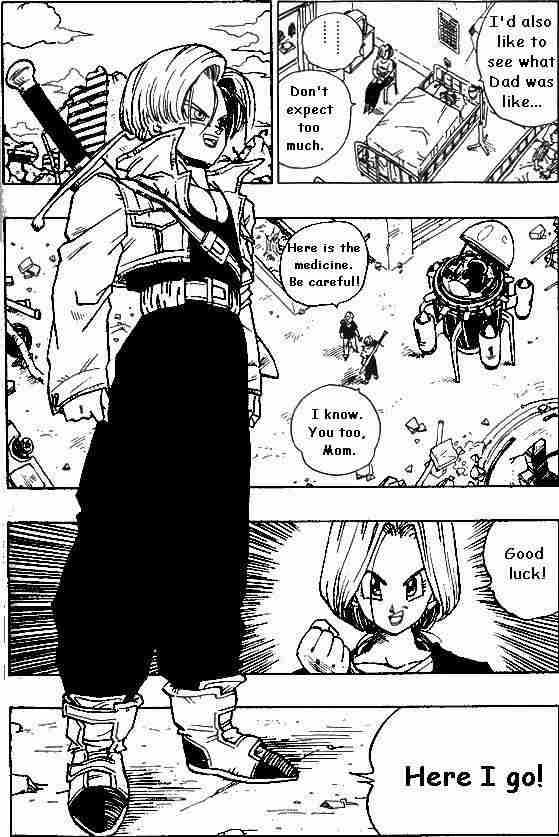 I'd also
like to
see what
Dad was
like...
......
......
Don't
expect
too
much.
Here is the
medicine.
Be careful!
1
I know.
You too,
Mom.
Good
luck!
Here I go!